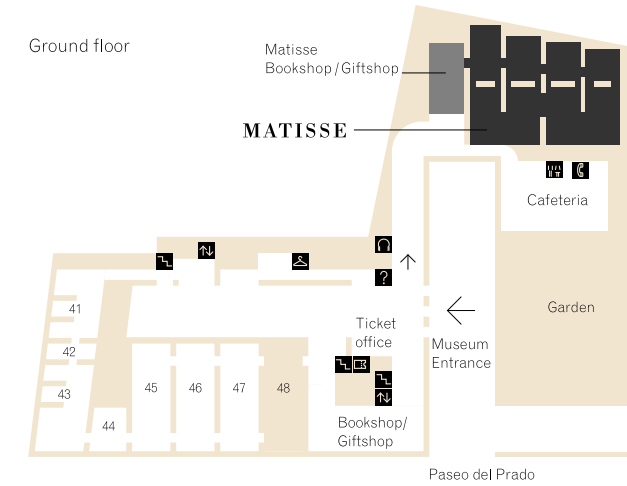 Ground floor
Matisse
Bookshop / Giftshop
MATISSE
Cafeteria
?
41
Garden
Ticket
office
Museum
Entrance
42
43
45
46
47
48
44
Bookshop/
Giftshop
Paseo del Prado